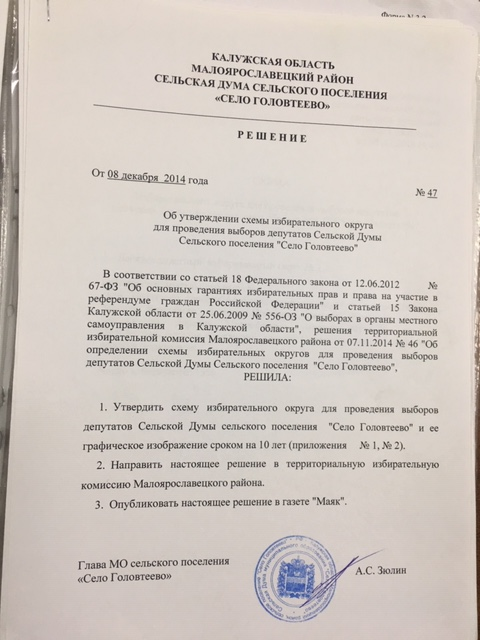 КАЛУЖСКАЯ ОБЛАСТЬ
МАЛОЯРОСЛАВЕЦКИЙ РАЙОН
СЕЛЬСКАЯ ДУМА СЕЛЬСКОГО ПОСЕЛЕНИЯ
«СЕЛО ГОЛОВТЕЕВО»
Р Е Ш Е Н И Е
От 08 декабря 2014 года
№ 47
Об утверждении схемы избирательного округа
для проведения выборов депутатов Сельской Думы
Сельского поселения "Село Головтеево"
В соответствии со статьей 18 Федерального закона от 12.06.2012 №
67-ФЗ "Об основных гарантиях избирательных прав и права на участие в
референдуме граждан Российской Федерации" и статьей 15 Закона
Калужской области от 25.06.2009 № 556-ОЗ "О выборах в органы местного
самоуправления в Калужской области", решения территориальной
избирательной комиссия Малоярославецкого района от 07.11.2014 № 46 "Об
определении схемы избирательных округов для проведения выборов
депутатов Сельской Думы Сельского поселения "Село Головтеево",
РЕШИЛА:
1. Утвердить схему избирательного округа для проведения выборов
депутатов Сельской Думы сельского поселения "Село Головтеево" и ее
графическое изображение сроком на 10 лет (приложения № 1, № 2).
2. Направить настоящее решение в территориальную избирательную
комиссию Малоярославецкого района.
3. Опубликовать настоящее решение в газете "Маяк".
Глава МО сельского поселения
«Село Головтеево»
А.С. Зюлин